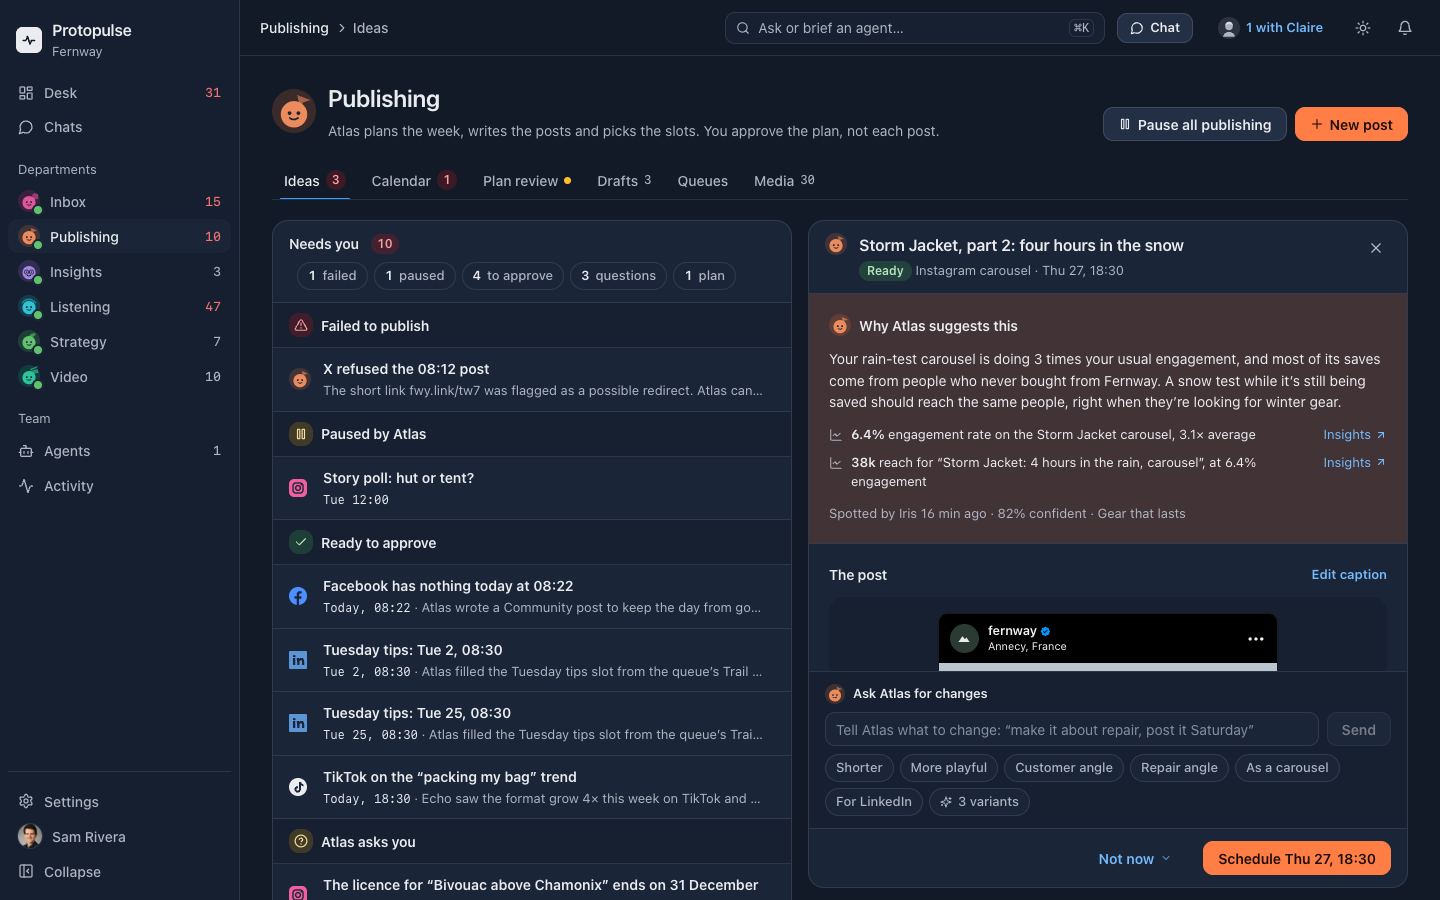 Protopulse
Fernway
Desk 31
Chats
Departments
Inbox 15
Publishing 10
Insights 3
Listening 47
Strategy 7
Video 10
Team
Agents 1
Activity
Settings
Sam Rivera
Collapse
Publishing > Ideas
Ask or brief an agent… ⌘K
Chat
1 with Claire
Publishing
Atlas plans the week, writes the posts and picks the slots. You approve the plan, not each post.
Pause all publishing
+ New post
Ideas 3
Calendar 1
Plan review
Drafts 3
Queues
Media 30
Needs you 10
1 failed
1 paused
4 to approve
3 questions
1 plan
Failed to publish
X refused the 08:12 post
The short link fwy.link/tw7 was flagged as a possible redirect. Atlas can…
Paused by Atlas
Story poll: hut or tent?
Tue 12:00
Ready to approve
Facebook has nothing today at 08:22
Today, 08:22 · Atlas wrote a Community post to keep the day from go…
Tuesday tips: Tue 2, 08:30
Tue 2, 08:30 · Atlas filled the Tuesday tips slot from the queue’s Trail …
Tuesday tips: Tue 25, 08:30
Tue 25, 08:30 · Atlas filled the Tuesday tips slot from the queue’s Trai…
TikTok on the “packing my bag” trend
Today, 18:30 · Echo saw the format grow 4× this week on TikTok and …
Atlas asks you
The licence for “Bivouac above Chamonix” ends on 31 December
Storm Jacket, part 2: four hours in the snow
Ready Instagram carousel · Thu 27, 18:30
Why Atlas suggests this
Your rain-test carousel is doing 3 times your usual engagement, and most of its saves
come from people who never bought from Fernway. A snow test while it’s still being
saved should reach the same people, right when they’re looking for winter gear.
6.4% engagement rate on the Storm Jacket carousel, 3.1× average Insights
38k reach for “Storm Jacket: 4 hours in the rain, carousel”, at 6.4% Insights
engagement
Spotted by Iris 16 min ago · 82% confident · Gear that lasts
The post
Edit caption
fernway
Annecy, France
Ask Atlas for changes
Tell Atlas what to change: “make it about repair, post it Saturday”
Send
Shorter
More playful
Customer angle
Repair angle
As a carousel
For LinkedIn
3 variants
Not now
Schedule Thu 27, 18:30